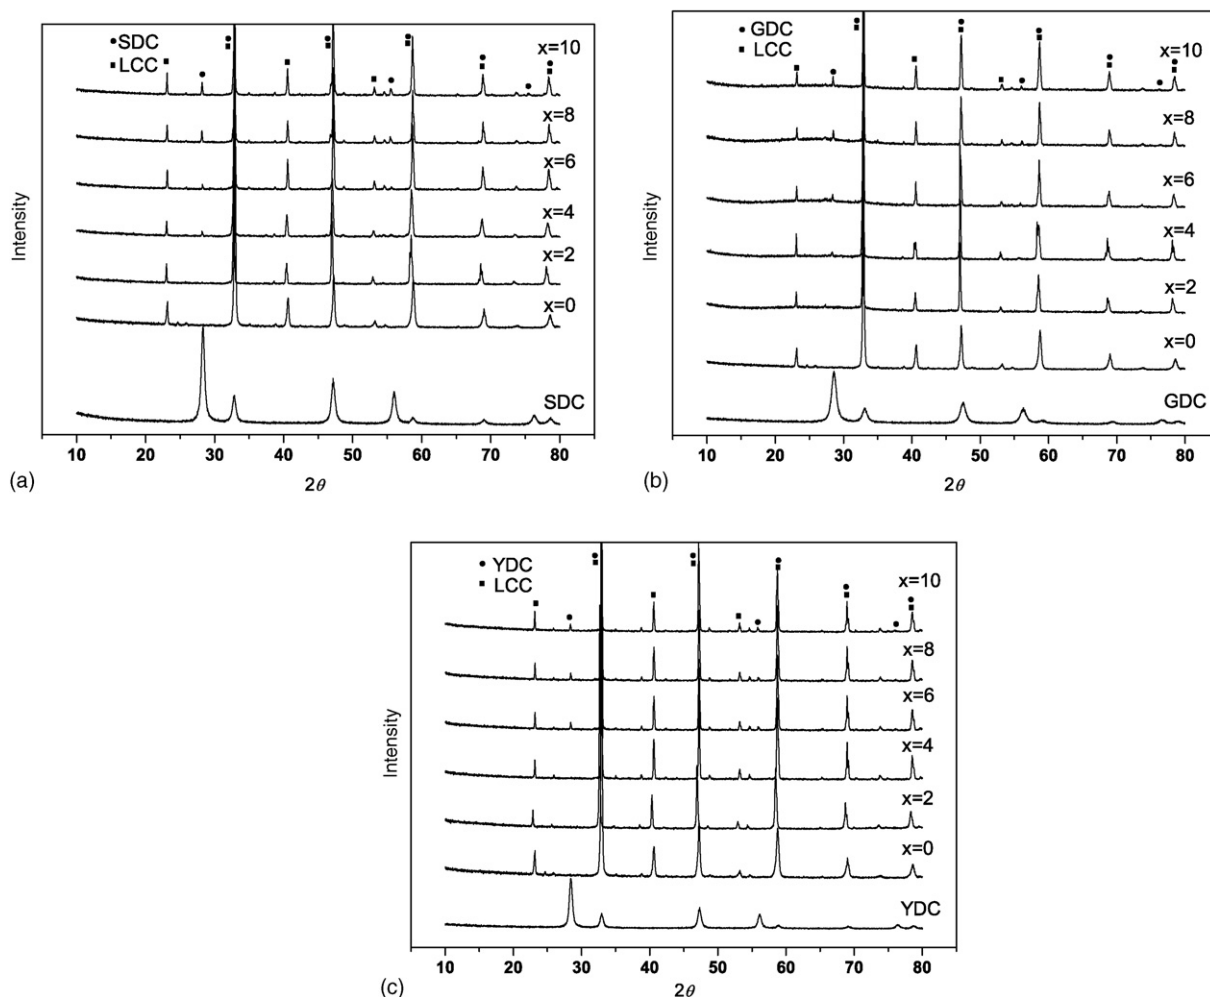 SDC
LCC
x=10
x=8
x=6
x=4
x=2
x=0
SDC
Intensity
10 20 30 40 50 60 70 80
2θ
(a)
GDC
LCC
x=10
x=8
x=6
x=4
x=2
x=0
GDC
Intensity
10 20 30 40 50 60 70 80
2θ
(b)
YDC
LCC
x=10
x=8
x=6
x=4
x=2
x=0
YDC
Intensity
10 20 30 40 50 60 70 80
2θ
(c)